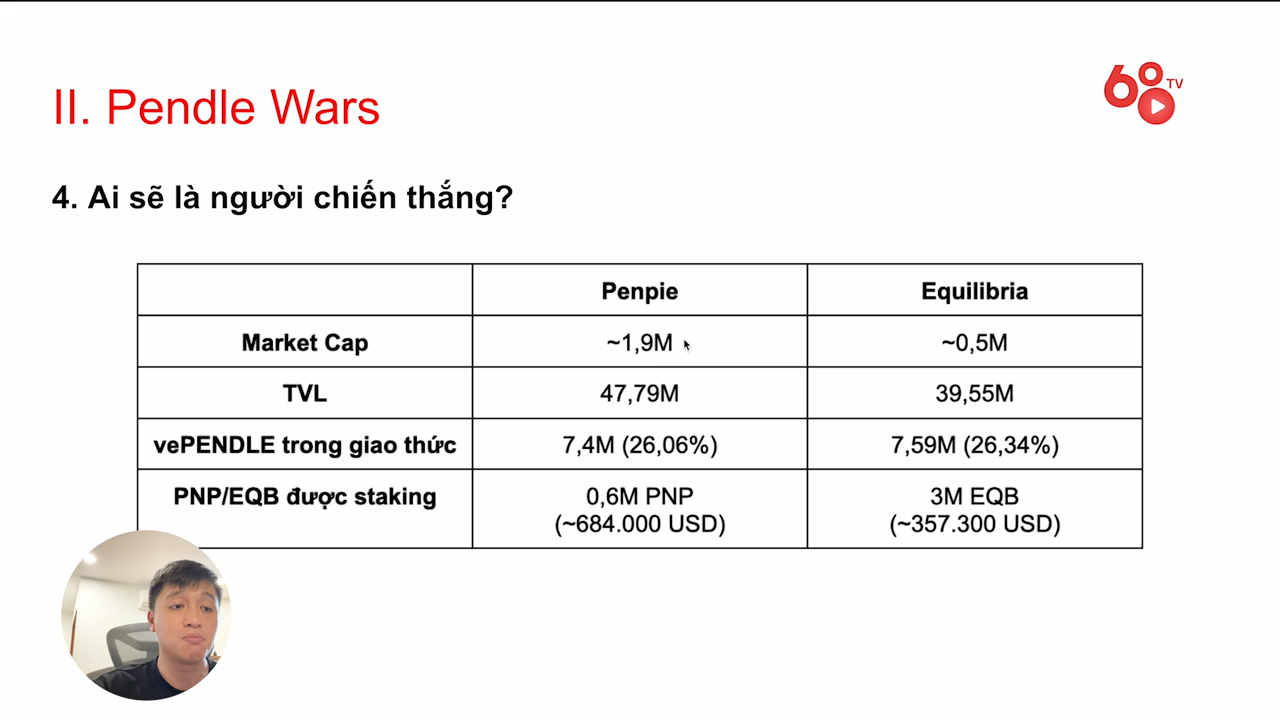 II. Pendle Wars
68 TV
4. Ai sẽ là người chiến thắng?
Penpie Equilibria
Market Cap ~1,9M ~0,5M
TVL 47,79M 39,55M
vePENDLE trong giao thức 7,4M (26,06%) 7,59M (26,34%)
PNP/EQB được staking 0,6M PNP 3M EQB
(~684.000 USD) (~357.300 USD)